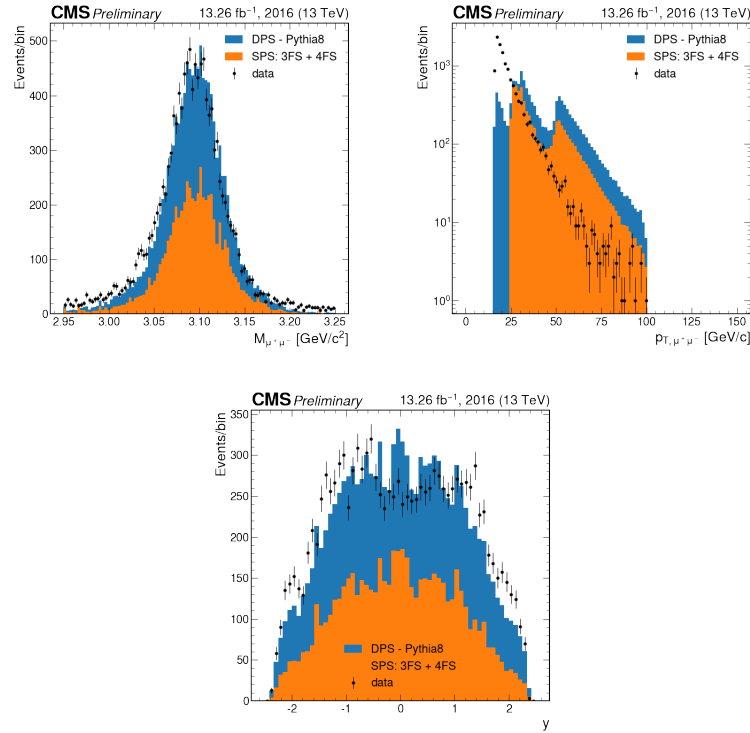 CMS Preliminary 13.26 fb⁻¹, 2016 (13 TeV)
Events/bin
DPS - Pythia8
SPS: 3FS + 4FS
data
500
400
300
200
100
0
2.95 3.00 3.05 3.10 3.15 3.20 3.25
M_{μ⁺μ⁻} [GeV/c²]
CMS Preliminary 13.26 fb⁻¹, 2016 (13 TeV)
Events/bin
DPS - Pythia8
SPS: 3FS + 4FS
data
10³
10²
10¹
10⁰
0 25 50 75 100 125 150
p_{T, μ⁺μ⁻} [GeV/c]
CMS Preliminary 13.26 fb⁻¹, 2016 (13 TeV)
Events/bin
350
300
250
200
150
100
50
0
DPS - Pythia8
SPS: 3FS + 4FS
data
-2 -1 0 1 2
y